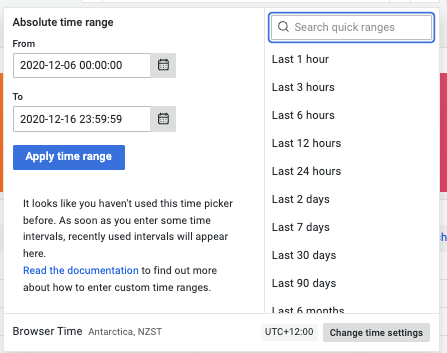 Absolute time range
From
2020-12-06 00:00:00
To
2020-12-16 23:59:59
Apply time range
It looks like you haven't used this time picker
before. As soon as you enter some time
intervals, recently used intervals will appear
here.
Read the documentation to find out more
about how to enter custom time ranges.
Search quick ranges
Last 1 hour
Last 3 hours
Last 6 hours
Last 12 hours
Last 24 hours
Last 2 days
Last 7 days
Last 30 days
Last 90 days
Last 6 months
Browser Time Antarctica, NZST
UTC+12:00
Change time settings